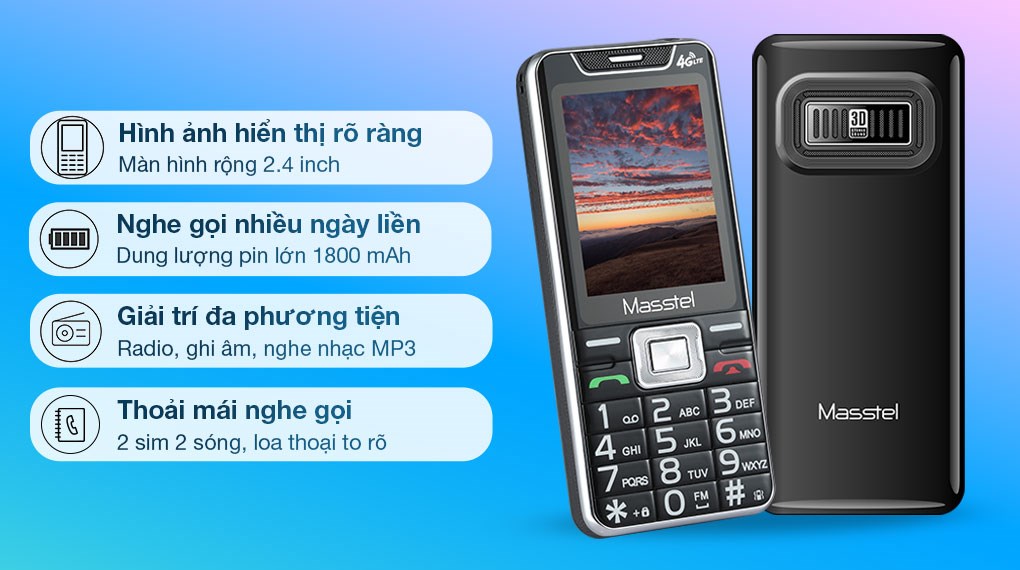 Hình ảnh hiển thị rõ ràng
Màn hình rộng 2.4 inch
Nghe gọi nhiều ngày liền
Dung lượng pin lớn 1800 mAh
Giải trí đa phương tiện
Radio, ghi âm, nghe nhạc MP3
Thoải mái nghe gọi
2 sim 2 sóng, loa thoại to rõ
4G LTE
Masstel
1 2 ABC 3 DEF
4 GHI 5 JKL 6 MNO
7 PQRS 8 TUV 9 WXYZ
* + 0 FM #
3D
STEREO
SOUND
Masstel